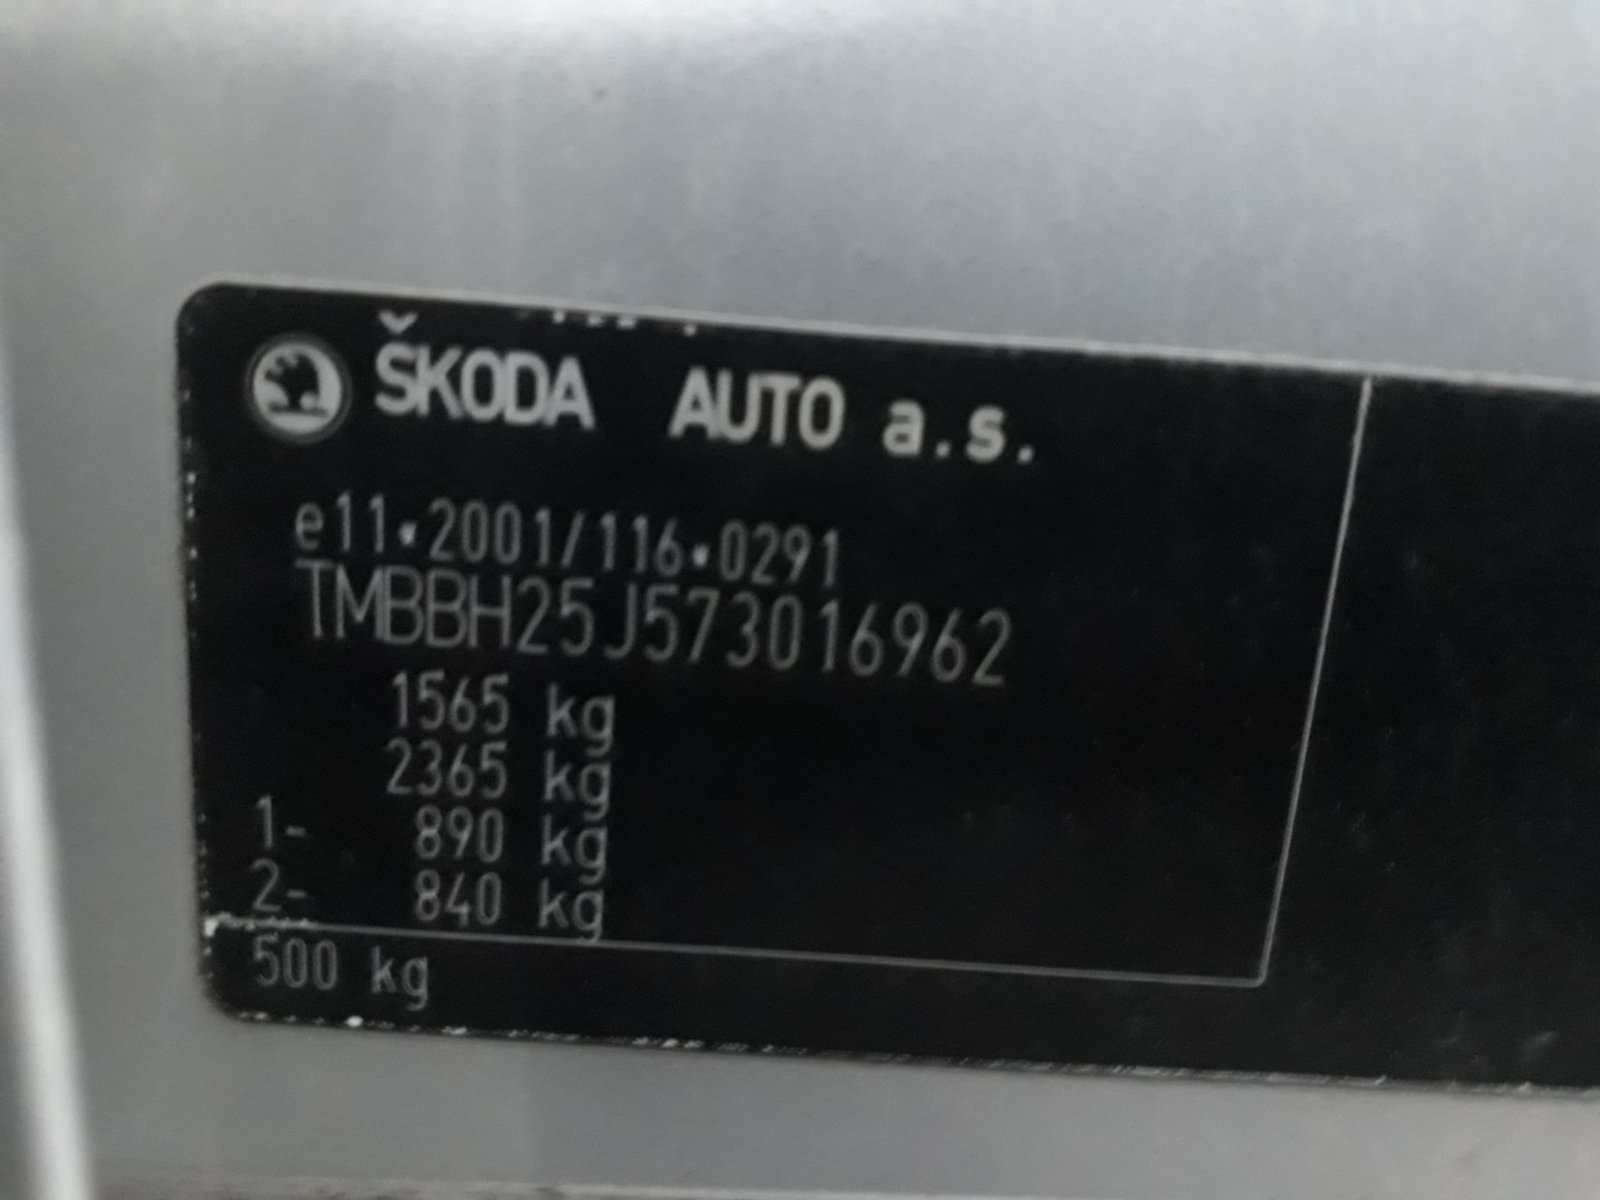 ŠKODA AUTO a.s.
e11*2001/116*0291
TMBBH25J573016962
1565 kg
2365 kg
1- 890 kg
2- 840 kg
500 kg